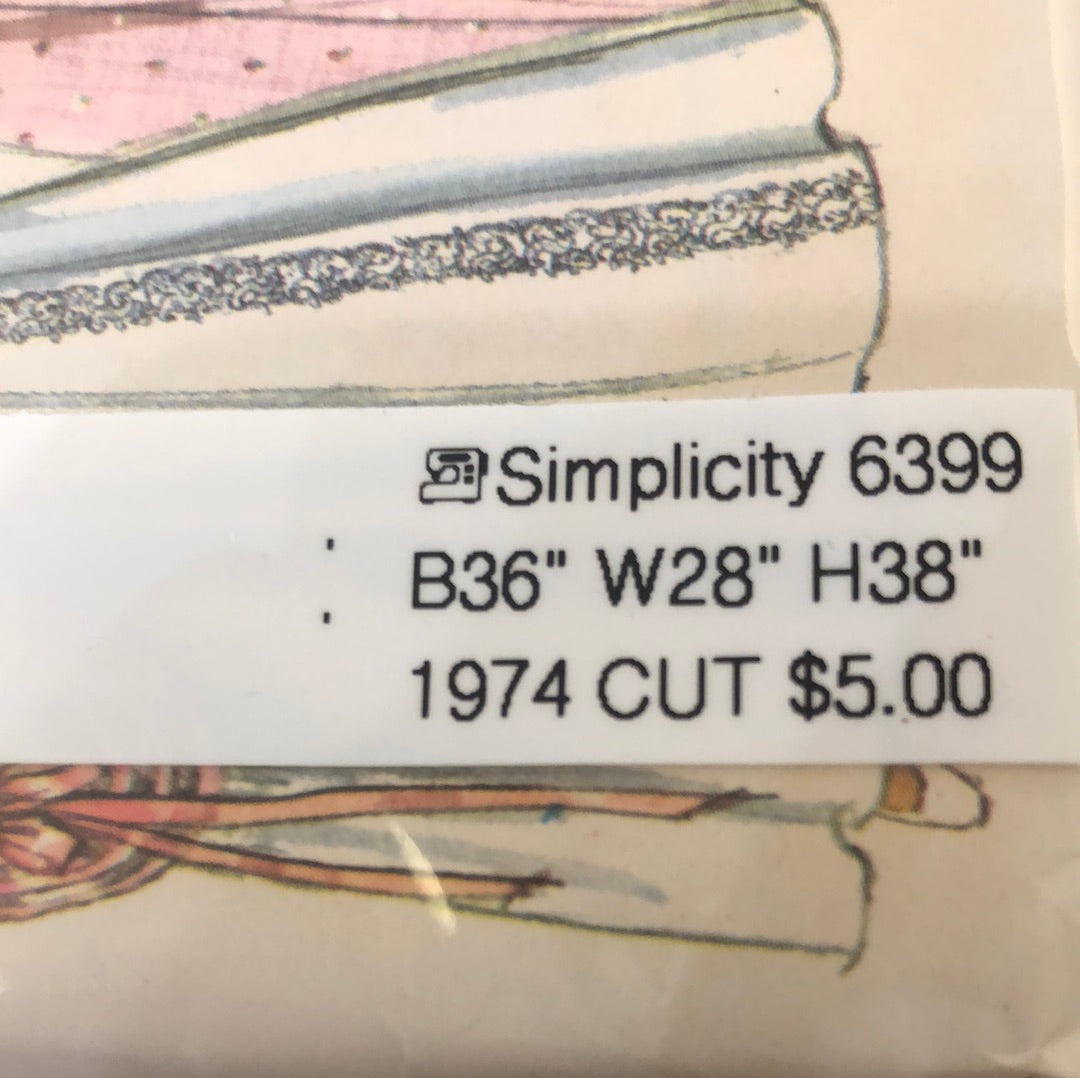 Simplicity 6399
B36" W28" H38"
1974 CUT $5.00